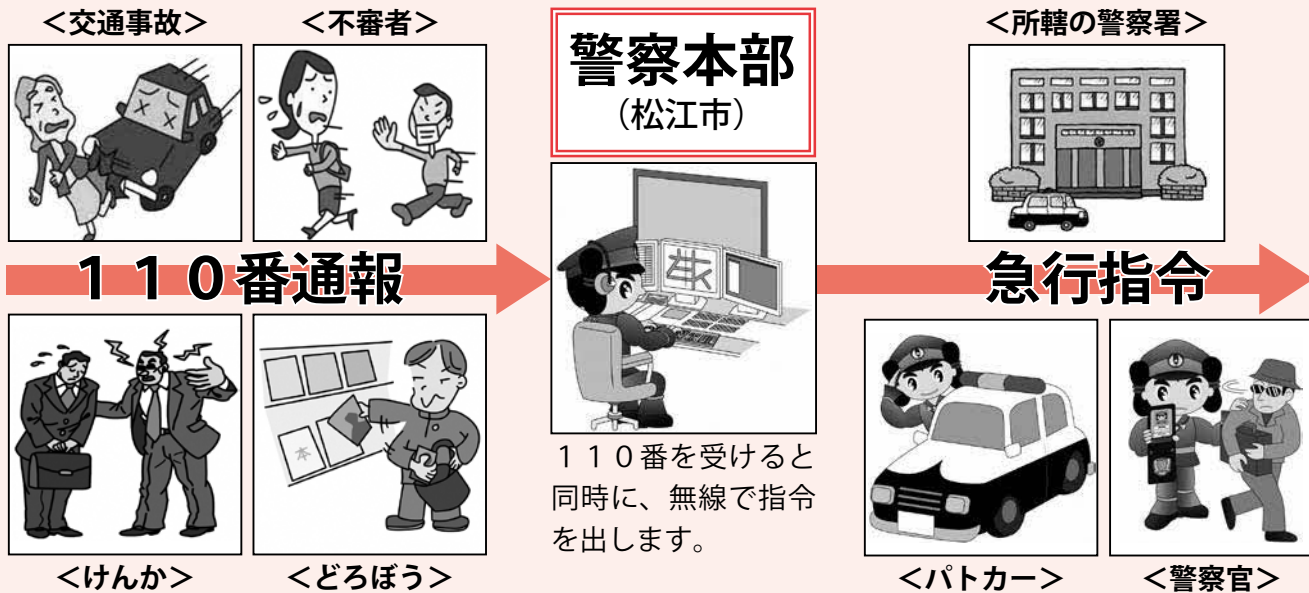 ＜交通事故＞
＜不審者＞
１１０番通報
＜けんか＞
＜どろぼう＞
本
警察本部
（松江市）
１１０番を受けると
同時に、無線で指令
を出します。
＜所轄の警察署＞
急行指令
＜パトカー＞
＜警察官＞